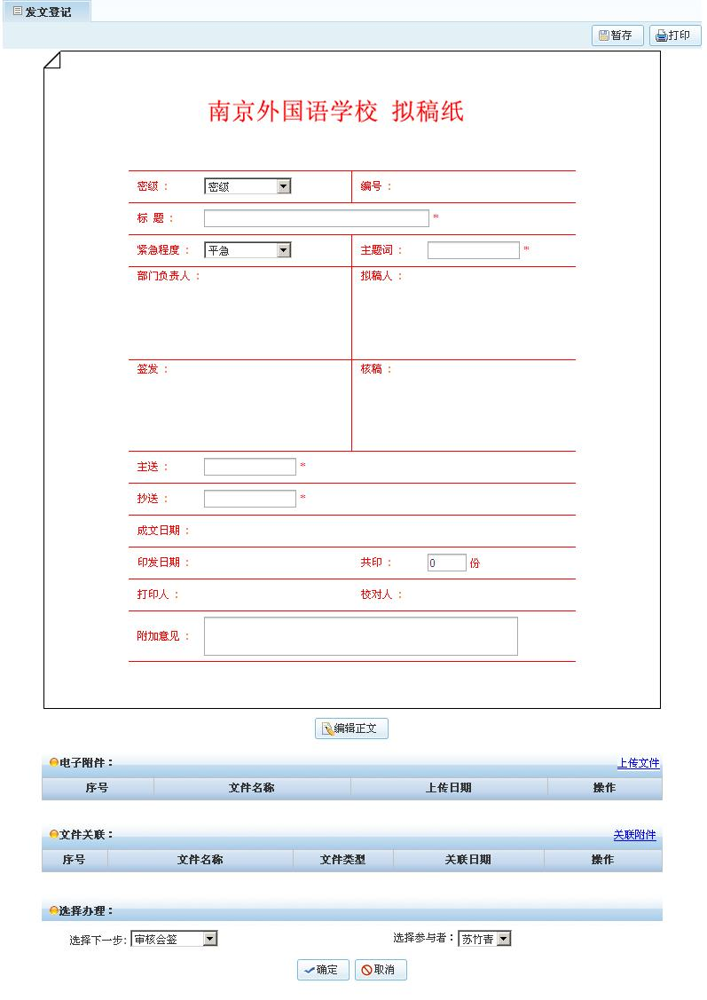 发文登记
暂存 打印
南京外国语学校 拟稿纸
密级： 密级 编号：
标 题： *
紧急程度： 平急 主题词： *
部门负责人： 拟稿人：
签发： 核稿：
主送： *
抄送： *
成文日期：
印发日期： 共印： 0 份
打印人： 校对人：
附加意见：
编辑正文
电子附件： 上传文件
序号 文件名称 上传日期 操作
文件关联： 关联附件
序号 文件名称 文件类型 关联日期 操作
选择办理：
选择下一步: 审核会签 选择参与者： 苏竹青
确定 取消